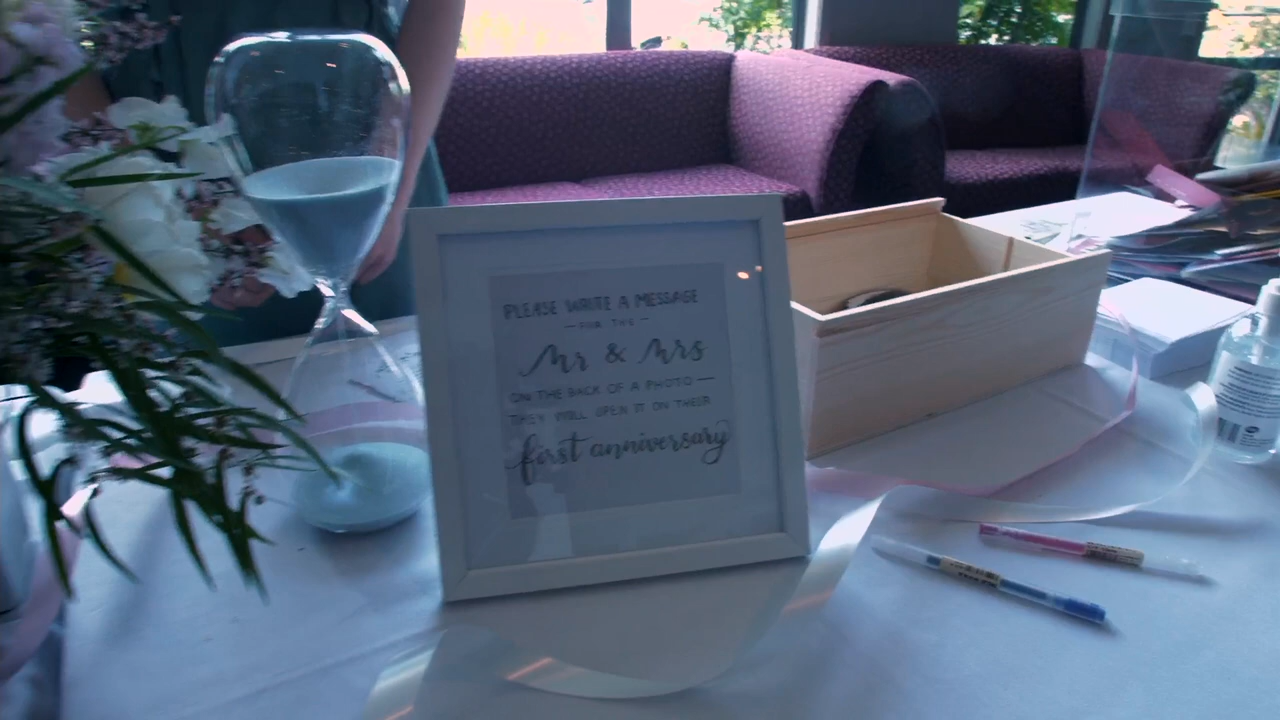 PLEASE WRITE A MESSAGE
— FOR THE —
Mr & Mrs
ON THE BACK OF A PHOTO —
THEY WILL OPEN IT ON THEIR
first anniversary